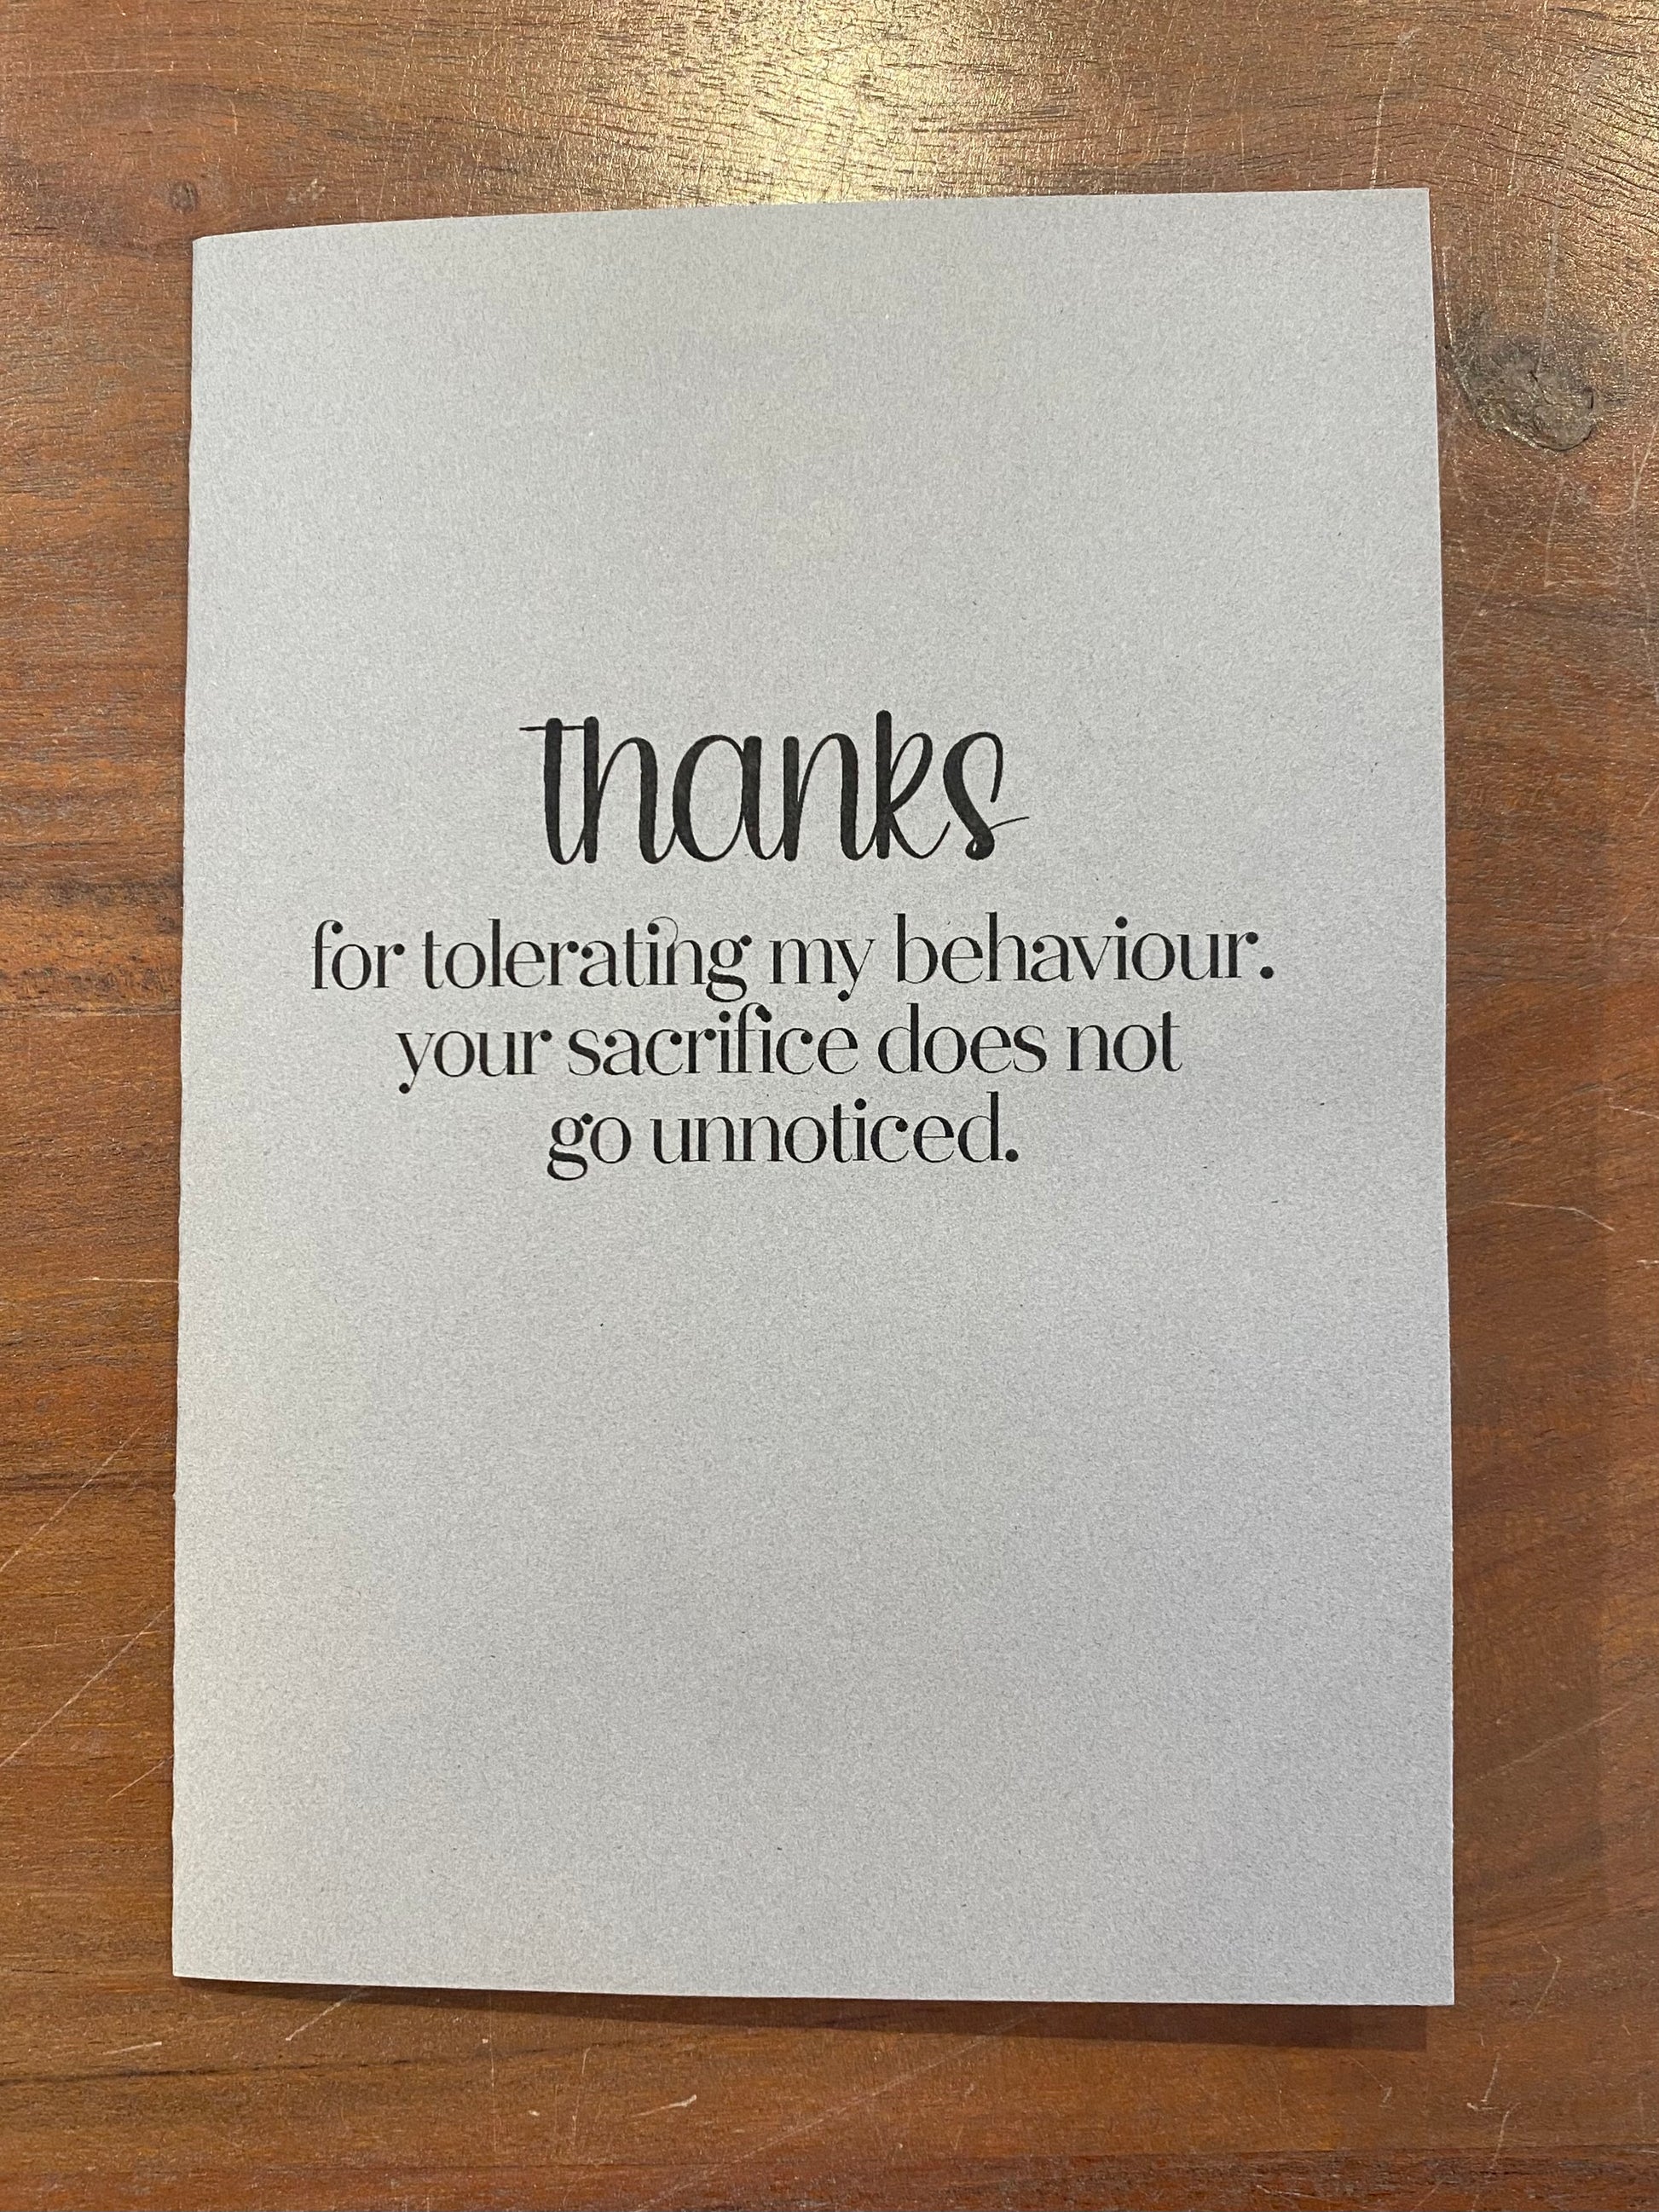 thanks
for tolerating my behaviour.
your sacrifice does not
go unnoticed.